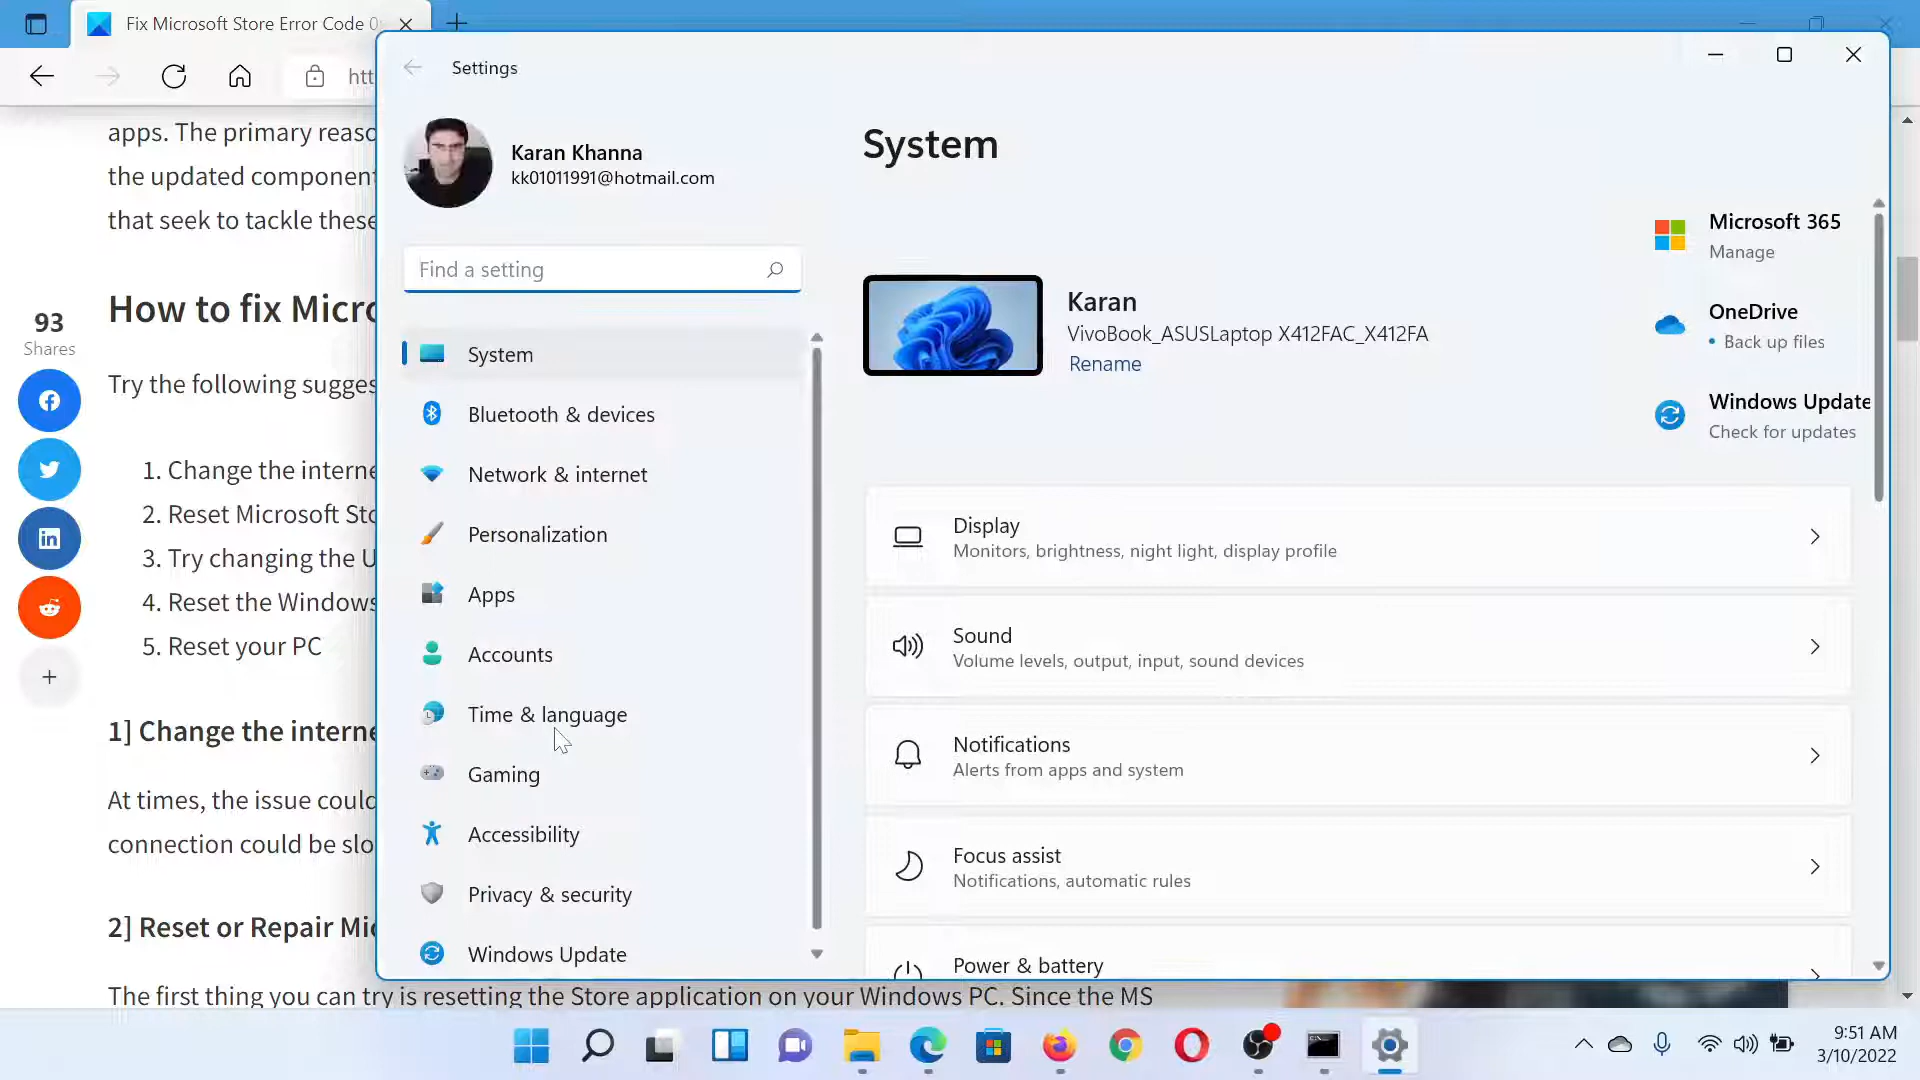 Fix Microsoft Store Error Code 0
htt
apps. The primary reaso
the updated component
that seek to tackle these
How to fix Micro
93
Shares
Try the following sugges
1. Change the interne
2. Reset Microsoft Sto
3. Try changing the U
4. Reset the Windows
5. Reset your PC
1] Change the interne
At times, the issue could
connection could be slo
2] Reset or Repair Mic
The first thing you can try is resetting the Store application on your Windows PC. Since the MS
Settings
Karan Khanna
kk01011991@hotmail.com
Find a setting
System
Bluetooth & devices
Network & internet
Personalization
Apps
Accounts
Time & language
Gaming
Accessibility
Privacy & security
Windows Update
System
Karan
VivoBook_ASUSLaptop X412FAC_X412FA
Rename
Microsoft 365
Manage
OneDrive
• Back up files
Windows Update
Check for updates
Display
Monitors, brightness, night light, display profile
Sound
Volume levels, output, input, sound devices
Notifications
Alerts from apps and system
Focus assist
Notifications, automatic rules
Power & battery
9:51 AM
3/10/2022